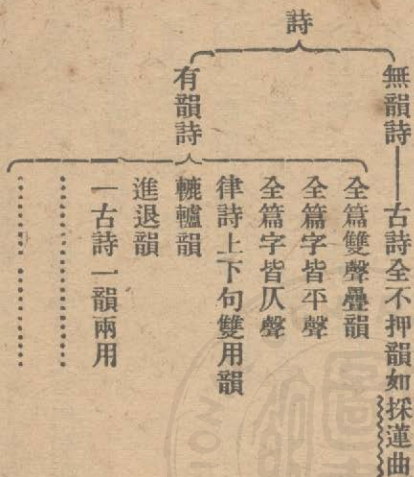 詩
無韻詩——古詩全不押韻如採蓮曲
有韻詩
全篇雙聲疊韻
全篇字皆平聲
全篇字皆仄聲
律詩上下句雙用韻
轆轤韻
進退韻
一古詩一韻兩用
…………
…………